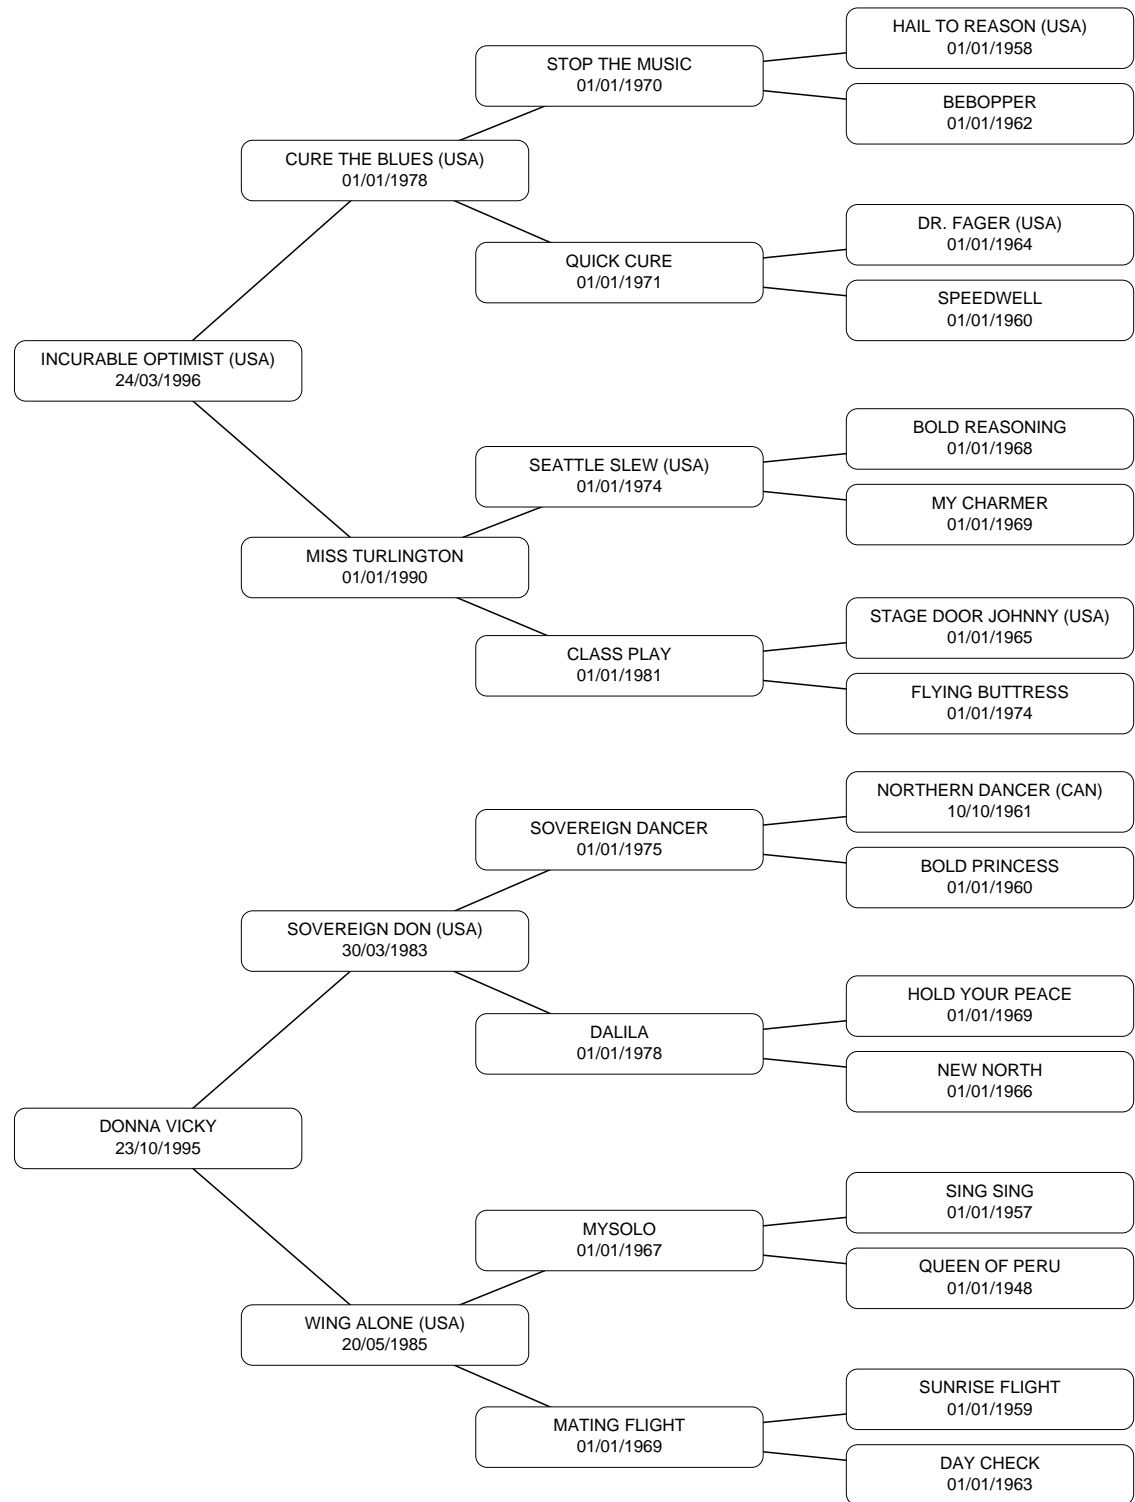 HAIL TO REASON (USA)
01/01/1958
STOP THE MUSIC
01/01/1970
BEBOPPER
01/01/1962
CURE THE BLUES (USA)
01/01/1978
DR. FAGER (USA)
01/01/1964
QUICK CURE
01/01/1971
SPEEDWELL
01/01/1960
INCURABLE OPTIMIST (USA)
24/03/1996
BOLD REASONING
01/01/1968
SEATTLE SLEW (USA)
01/01/1974
MY CHARMER
01/01/1969
MISS TURLINGTON
01/01/1990
STAGE DOOR JOHNNY (USA)
01/01/1965
CLASS PLAY
01/01/1981
FLYING BUTTRESS
01/01/1974
NORTHERN DANCER (CAN)
10/10/1961
SOVEREIGN DANCER
01/01/1975
BOLD PRINCESS
01/01/1960
SOVEREIGN DON (USA)
30/03/1983
HOLD YOUR PEACE
01/01/1969
DALILA
01/01/1978
NEW NORTH
01/01/1966
DONNA VICKY
23/10/1995
SING SING
01/01/1957
MYSOLO
01/01/1967
QUEEN OF PERU
01/01/1948
WING ALONE (USA)
20/05/1985
SUNRISE FLIGHT
01/01/1959
MATING FLIGHT
01/01/1969
DAY CHECK
01/01/1963